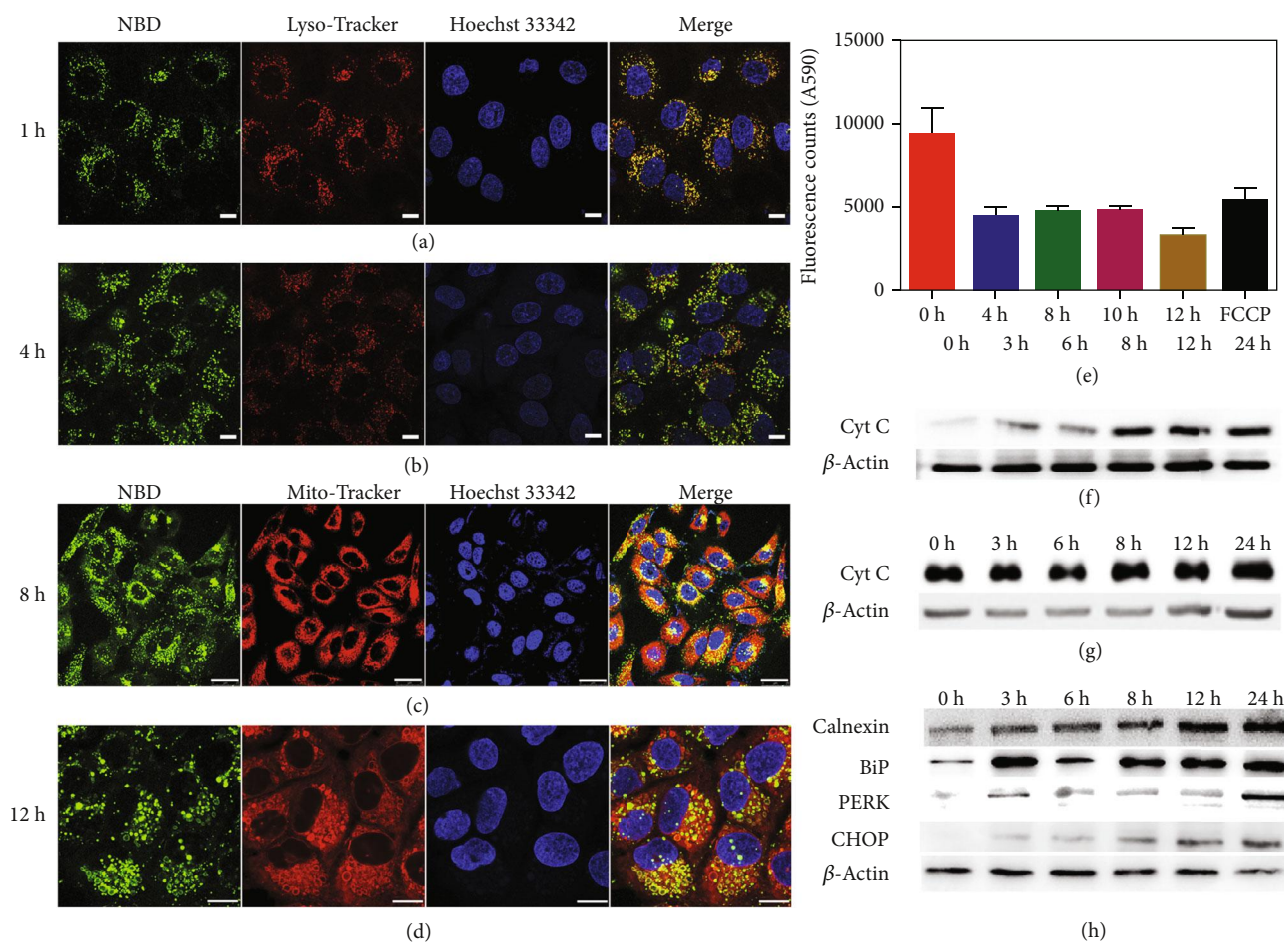 NBD Lyso-Tracker Hoechst 33342 Merge
1 h
(a)
4 h
(b)
NBD Mito-Tracker Hoechst 33342 Merge
8 h
(c)
12 h
(d)
Fluorescence counts (A590)
15000
10000
5000
0
0 h 4 h 8 h 10 h 12 h FCCP
(e)
0 h 3 h 6 h 8 h 12 h 24 h
Cyt C
β-Actin
(f)
0 h 3 h 6 h 8 h 12 h 24 h
Cyt C
β-Actin
(g)
0 h 3 h 6 h 8 h 12 h 24 h
Calnexin
BiP
PERK
CHOP
β-Actin
(h)